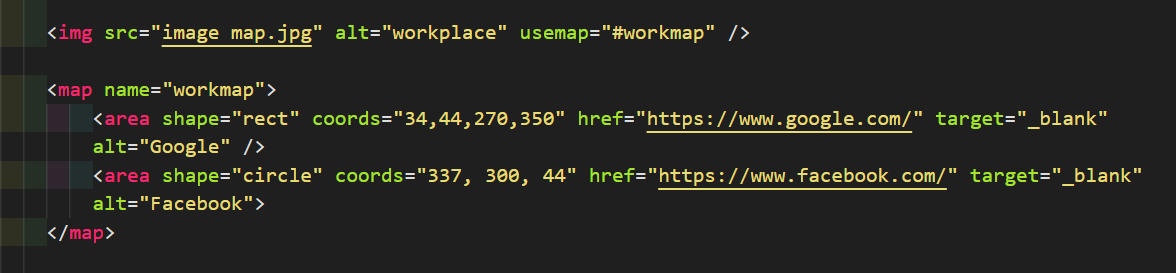 <img src="image map.jpg" alt="workplace" usemap="#workmap" />
<map name="workmap">
<area shape="rect" coords="34,44,270,350" href="https://www.google.com/" target="_blank"
alt="Google" />
<area shape="circle" coords="337, 300, 44" href="https://www.facebook.com/" target="_blank"
alt="Facebook">
</map>